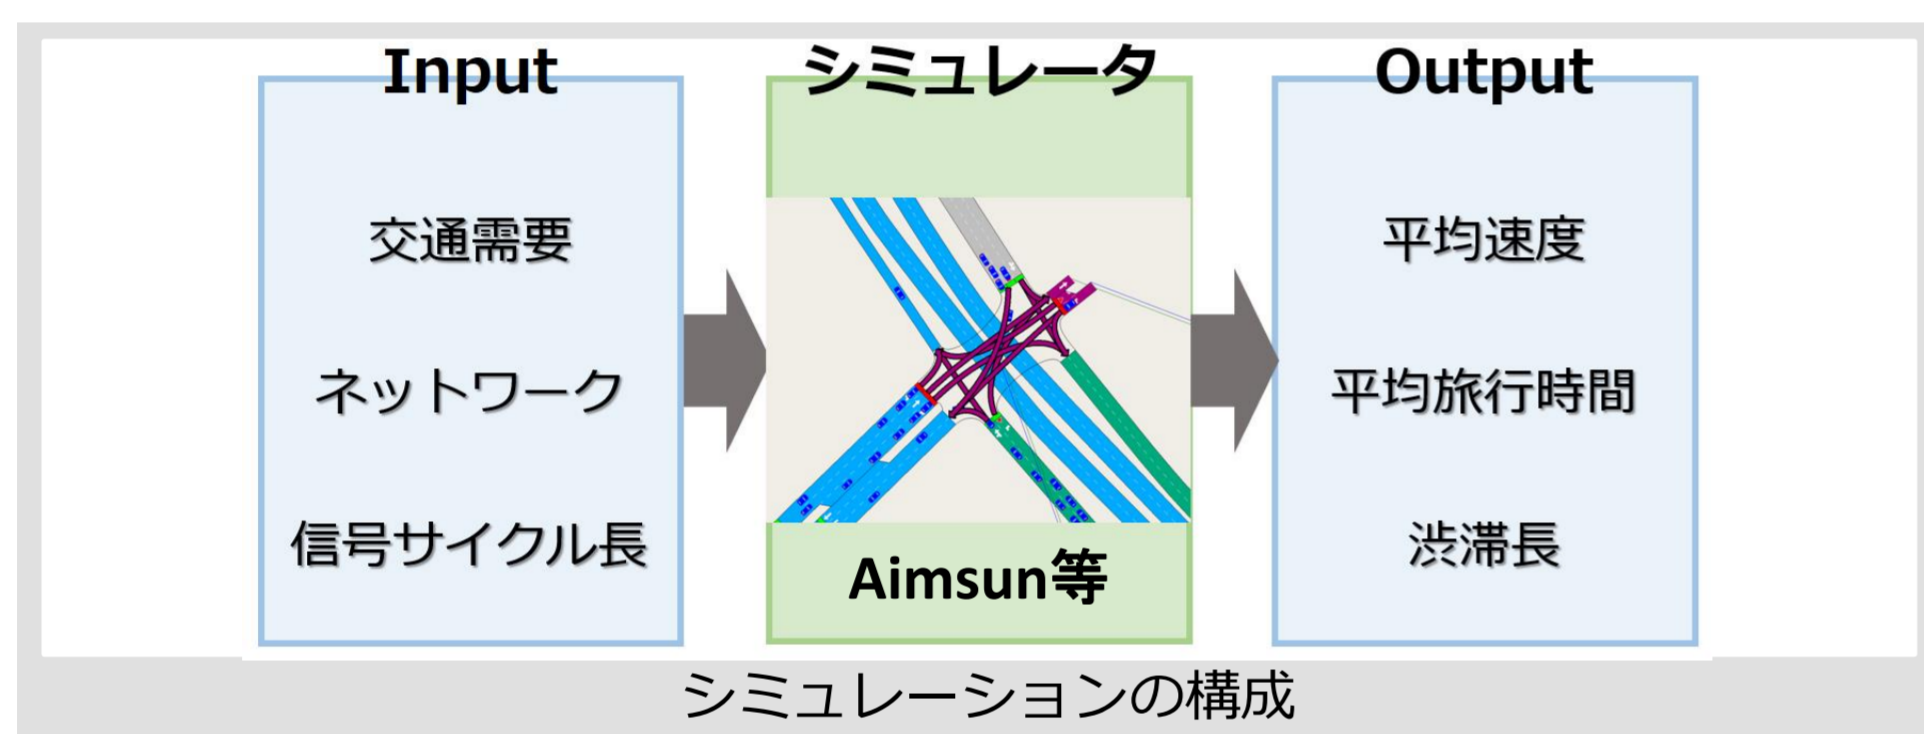 Input
交通需要
ネットワーク
信号サイクル長
シミュレータ
Aimsun等
Output
平均速度
平均旅行時間
渋滞長
シミュレーションの構成